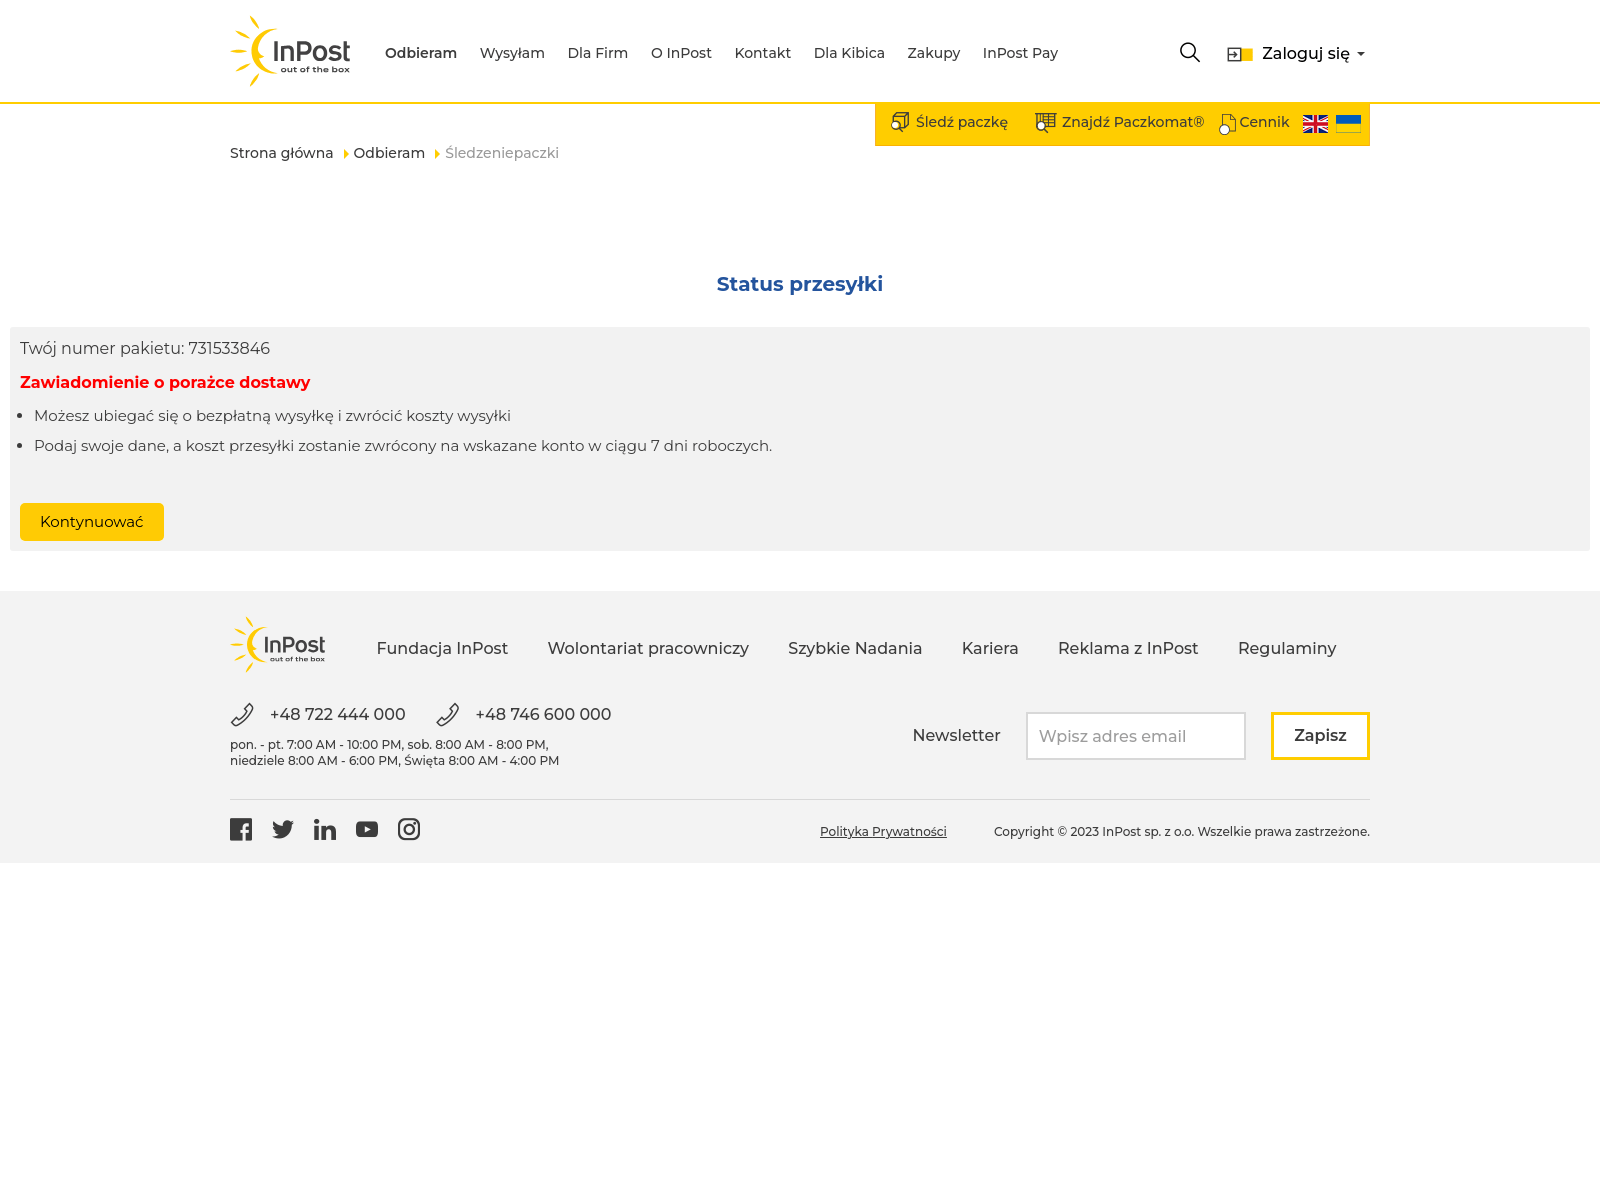 InPost
out of the box
Odbieram Wysyłam Dla Firm O InPost Kontakt Dla Kibica Zakupy InPost Pay
Zaloguj się
Śledź paczkę Znajdź Paczkomat® Cennik
Strona główna Odbieram Śledzeniepaczki
Status przesyłki
Twój numer pakietu: 731533846
Zawiadomienie o porażce dostawy
Możesz ubiegać się o bezpłatną wysyłkę i zwrócić koszty wysyłki
Podaj swoje dane, a koszt przesyłki zostanie zwrócony na wskazane konto w ciągu 7 dni roboczych.
Kontynuować
InPost
out of the box
Fundacja InPost Wolontariat pracowniczy Szybkie Nadania Kariera Reklama z InPost Regulaminy
+48 722 444 000 +48 746 600 000
pon. - pt. 7:00 AM - 10:00 PM, sob. 8:00 AM - 8:00 PM,
niedziele 8:00 AM - 6:00 PM, Święta 8:00 AM - 4:00 PM
Newsletter Wpisz adres email Zapisz
Polityka Prywatności Copyright © 2023 InPost sp. z o.o. Wszelkie prawa zastrzeżone.